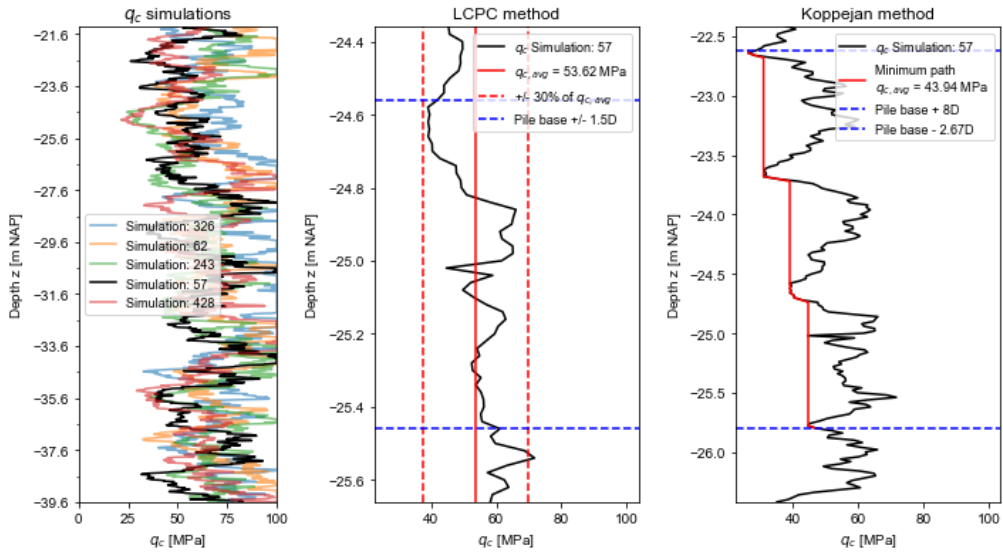 q_c simulations
LCPC method
Koppejan method
Depth z [m NAP]
−21.6
−23.6
−25.6
−27.6
−29.6
−31.6
−33.6
−35.6
−37.6
−39.6
Simulation: 326
Simulation: 62
Simulation: 243
Simulation: 57
Simulation: 428
0
25
50
75
100
q_c [MPa]
Depth z [m NAP]
−24.4
−24.6
−24.8
−25.0
−25.2
−25.4
−25.6
q_c Simulation: 57
q_{c,avg} = 53.62 MPa
+/- 30% of q_{c,avg}
Pile base +/- 1.5D
40
60
80
100
q_c [MPa]
Depth z [m NAP]
−22.5
−23.0
−23.5
−24.0
−24.5
−25.0
−25.5
−26.0
q_c Simulation: 57
Minimum path
q_{c,avg} = 43.94 MPa
Pile base + 8D
Pile base - 2.67D
40
60
80
100
q_c [MPa]